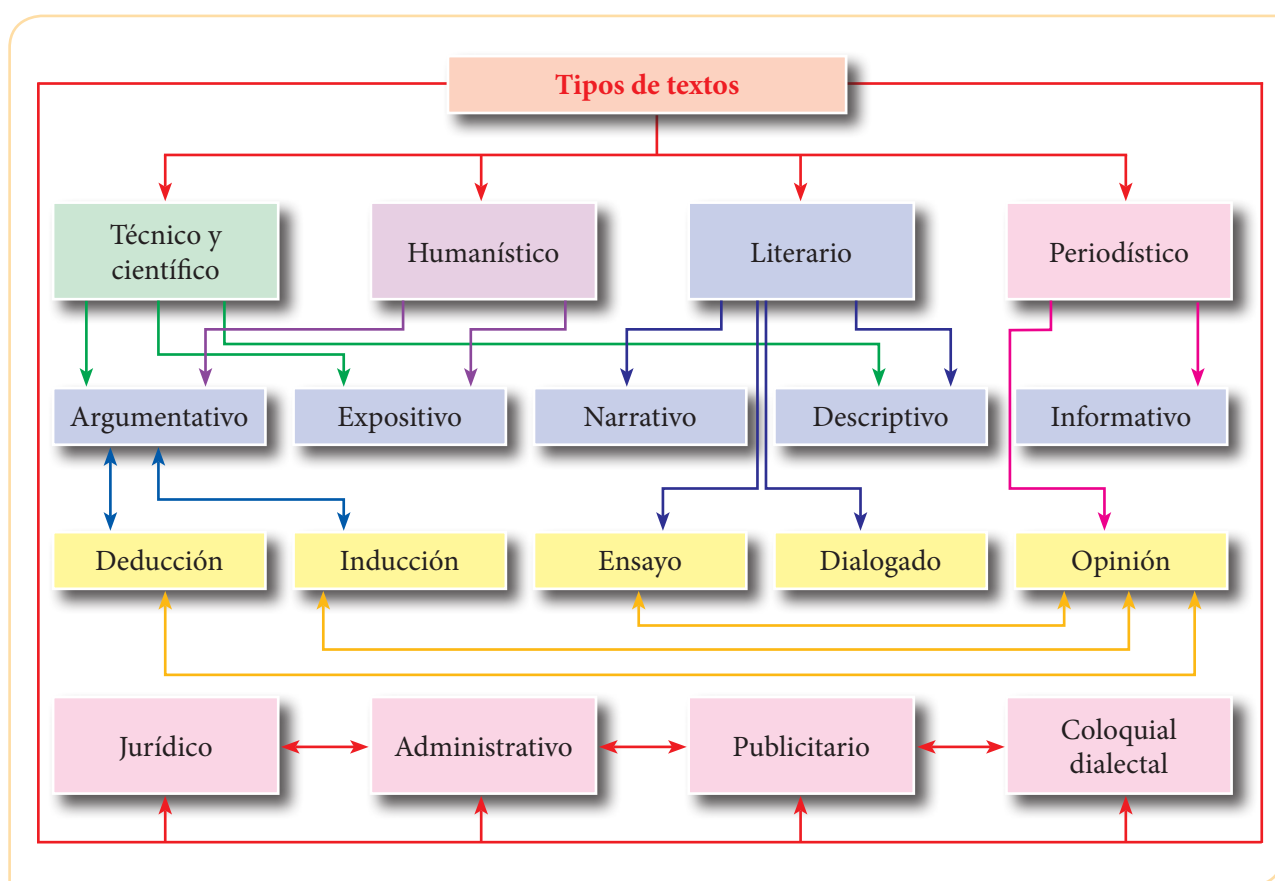 Tipos de textos
Técnico y
científico
Humanístico
Literario
Periodístico
Argumentativo
Expositivo
Narrativo
Descriptivo
Informativo
Deducción
Inducción
Ensayo
Dialogado
Opinión
Jurídico
Administrativo
Publicitario
Coloquial
dialectal